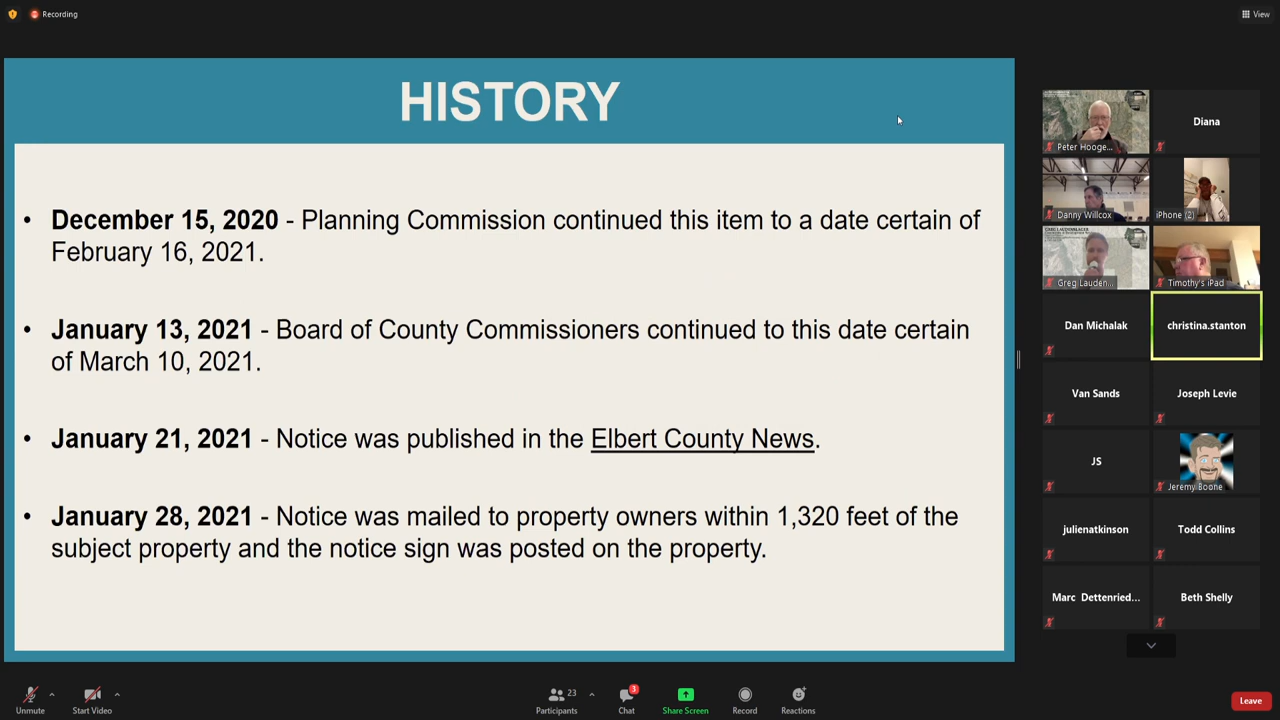 Recording
View
HISTORY
• December 15, 2020 - Planning Commission continued this item to a date certain of
February 16, 2021.
• January 13, 2021 - Board of County Commissioners continued to this date certain
of March 10, 2021.
• January 21, 2021 - Notice was published in the Elbert County News.
• January 28, 2021 - Notice was mailed to property owners within 1,320 feet of the
subject property and the notice sign was posted on the property.
Peter Hooge...
Diana
Danny Willcox
iPhone (2)
Greg Lauden...
Timothy's iPad
Dan Michalak
christina.stanton
Van Sands
Joseph Levie
JS
Jeremy Boone
julienatkinson
Todd Collins
Marc Dettenried...
Beth Shelly
Unmute
Start Video
23
Participants
3
Chat
Share Screen
Record
Reactions
Leave